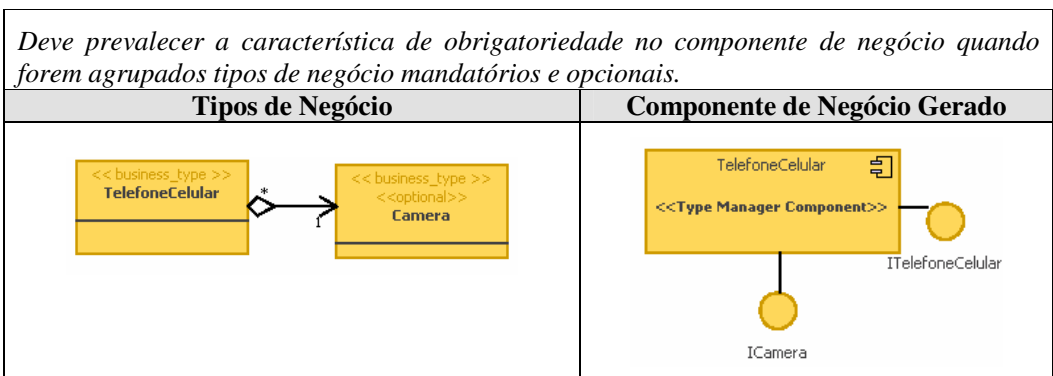 Deve prevalecer a característica de obrigatoriedade no componente de negócio quando
forem agrupados tipos de negócio mandatórios e opcionais.
Tipos de Negócio
Componente de Negócio Gerado
<< business_type >>
TelefoneCelular
*
1
<< business_type >>
<<optional>>
Camera
TelefoneCelular
<<Type Manager Component>>
ITelefoneCelular
ICamera